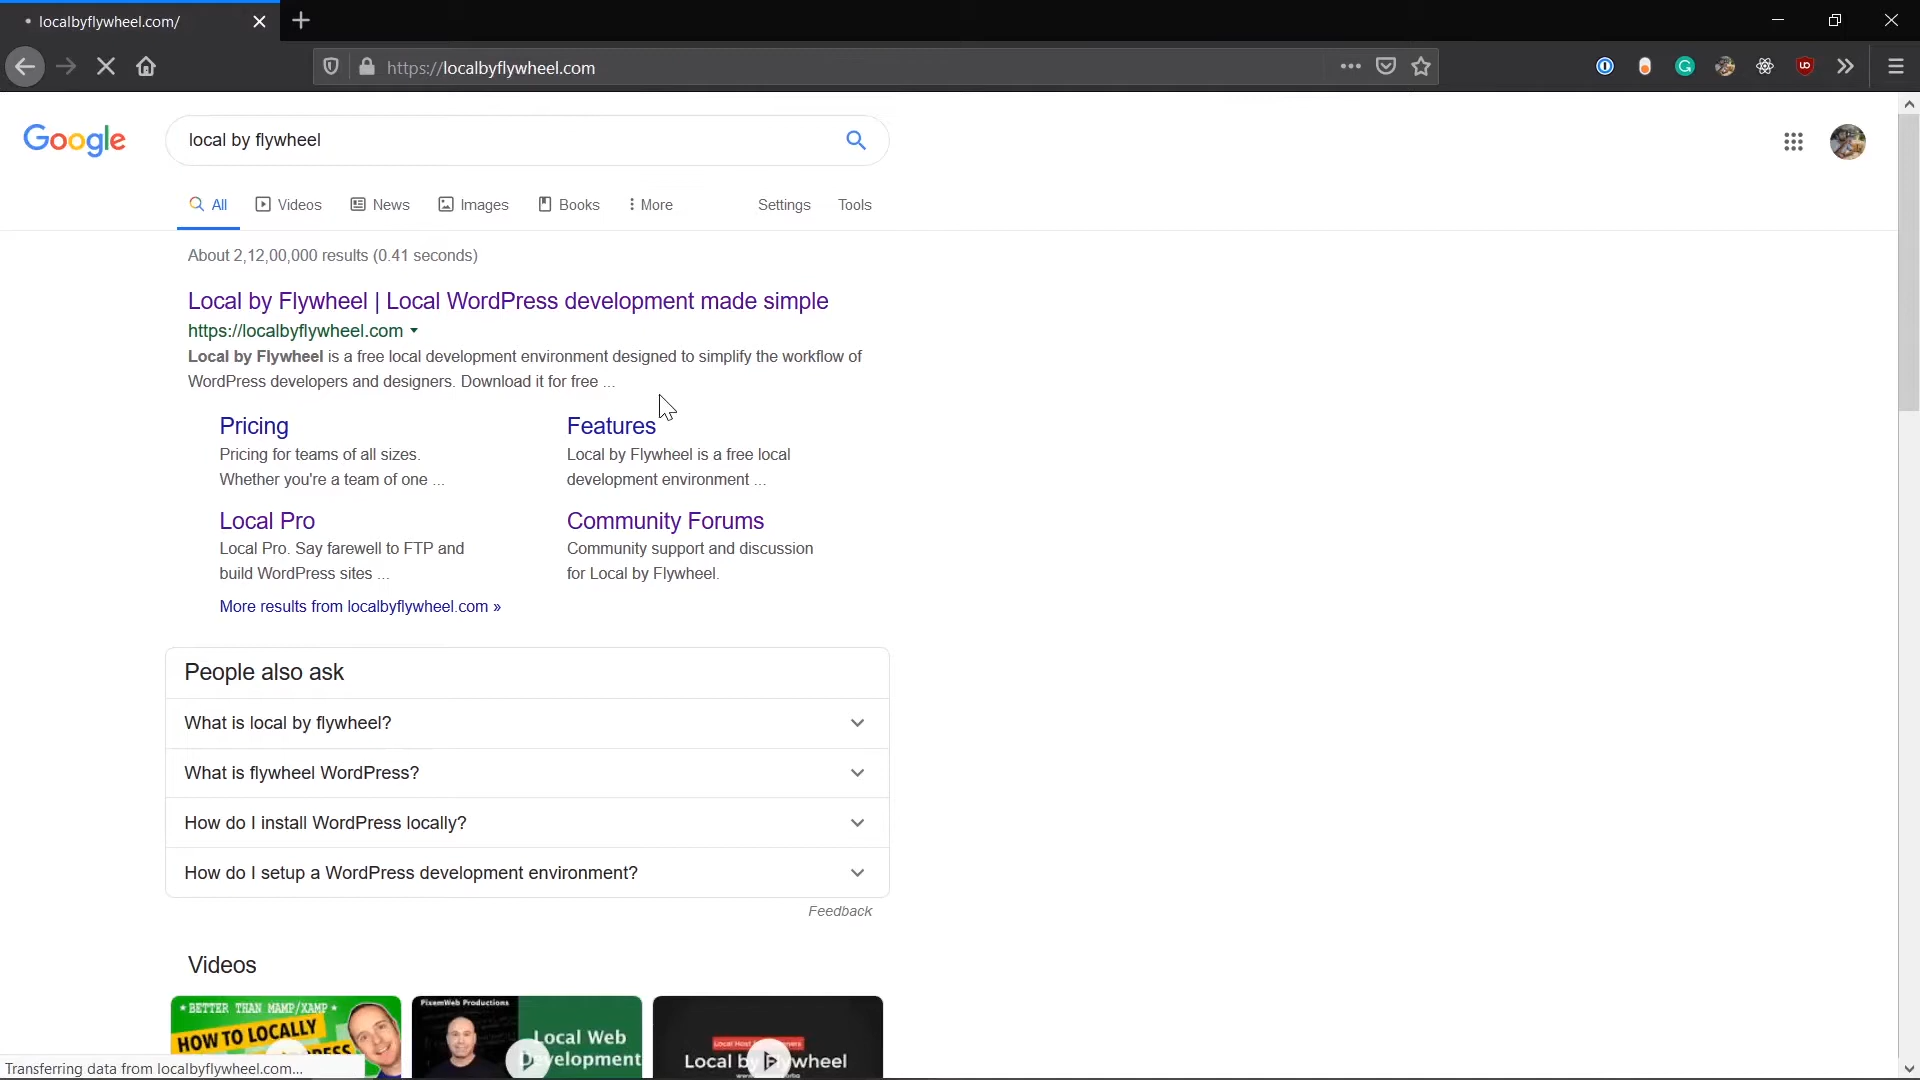 localbyflywheel.com/
https://localbyflywheel.com
Google
local by flywheel
All
Videos
News
Images
Books
More
Settings
Tools
About 2,12,00,000 results (0.41 seconds)
Local by Flywheel | Local WordPress development made simple
https://localbyflywheel.com
Local by Flywheel is a free local development environment designed to simplify the workflow of
WordPress developers and designers. Download it for free ...
Pricing
Pricing for teams of all sizes.
Whether you're a team of one ...
Features
Local by Flywheel is a free local
development environment ...
Local Pro
Local Pro. Say farewell to FTP and
build WordPress sites ...
Community Forums
Community support and discussion
for Local by Flywheel.
More results from localbyflywheel.com »
People also ask
What is local by flywheel?
What is flywheel WordPress?
How do I install WordPress locally?
How do I setup a WordPress development environment?
Feedback
Videos
* BETTER THAN MAMP/XAMP *
HOW TO LOCALLY
PixemWeb Productions
Local Web
Development
Local by Flywheel
Transferring data from localbyflywheel.com...